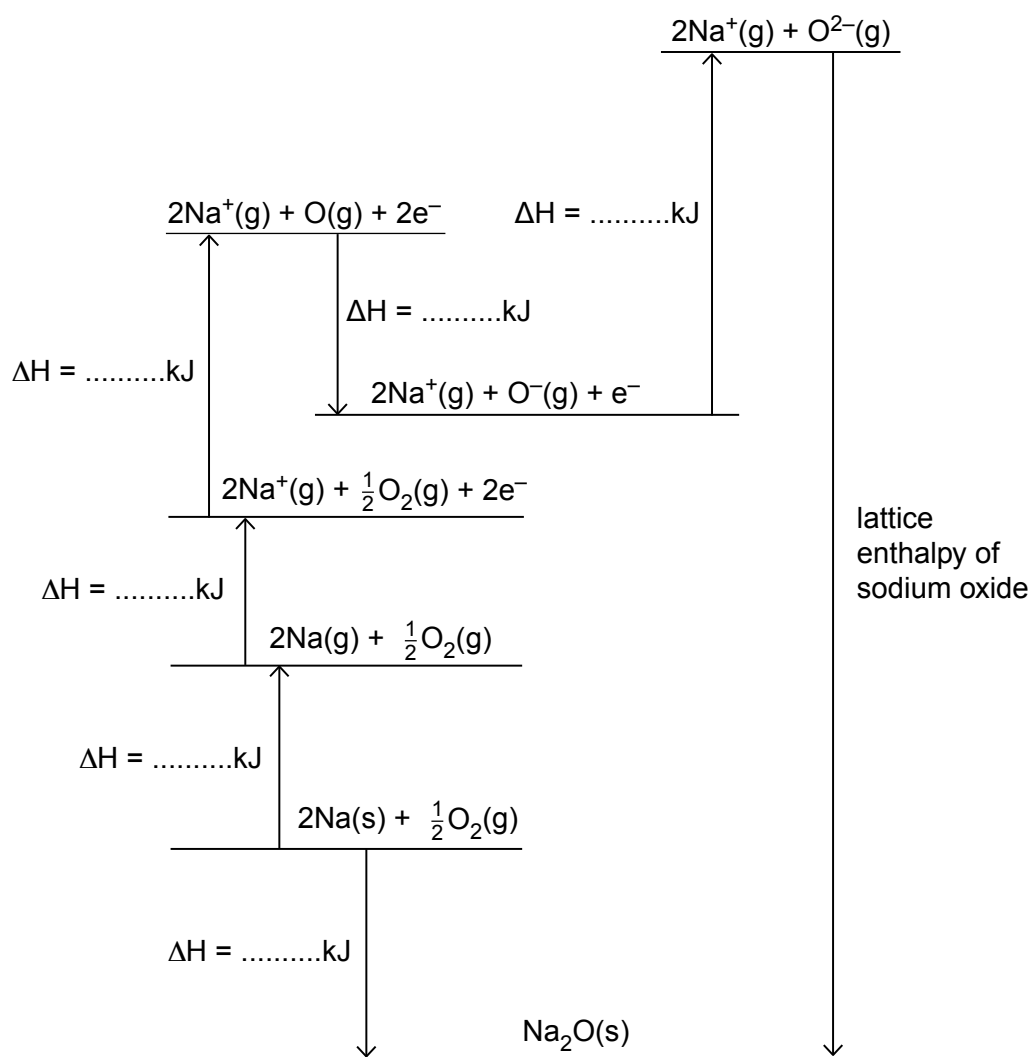 2Na⁺(g) + O²⁻(g)
2Na⁺(g) + O(g) + 2e⁻
ΔH = ..........kJ
ΔH = ..........kJ
ΔH = ..........kJ
2Na⁺(g) + O⁻(g) + e⁻
2Na⁺(g) + ½O₂(g) + 2e⁻
lattice
enthalpy of
sodium oxide
ΔH = ..........kJ
2Na(g) + ½O₂(g)
ΔH = ..........kJ
2Na(s) + ½O₂(g)
ΔH = ..........kJ
Na₂O(s)